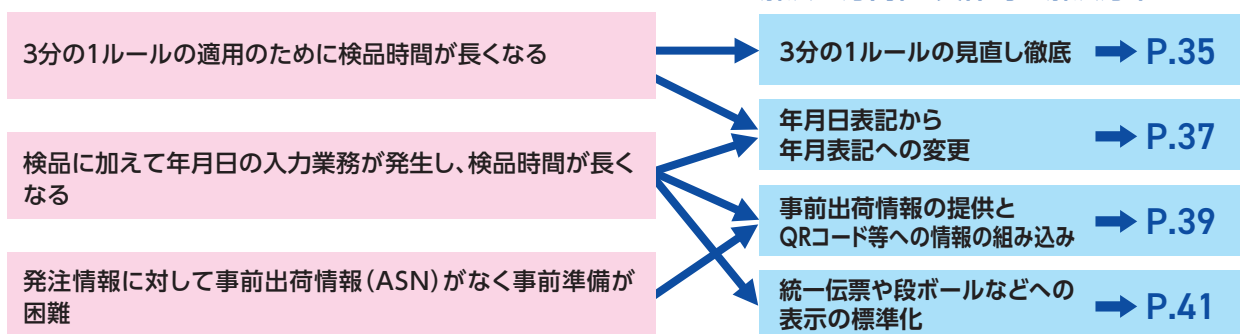 3分の1ルールの適用のために検品時間が長くなる
3分の1ルールの見直し徹底 ➡ P.35
年月日表記から
年月表記への変更 ➡ P.37
検品に加えて年月日の入力業務が発生し、検品時間が長く
なる
事前出荷情報の提供と
QRコード等への情報の組み込み ➡ P.39
発注情報に対して事前出荷情報(ASN)がなく事前準備が
困難
統一伝票や段ボールなどへの
表示の標準化 ➡ P.41